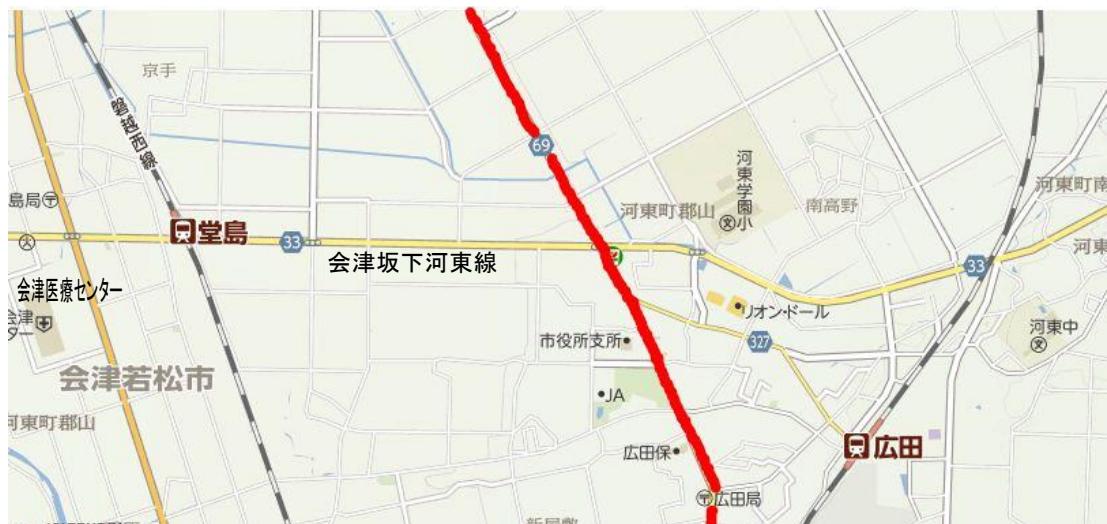 京手
磐越西線
69
河東学園小
河東町南
島局
河東町郡山
南高野
堂島
33
会津坂下河東線
33
会津医療センター
リオン・ドール
会津
ター
市役所支所
327
河東中
会津若松市
JA
河東町郡山
広田保
広田
広田局